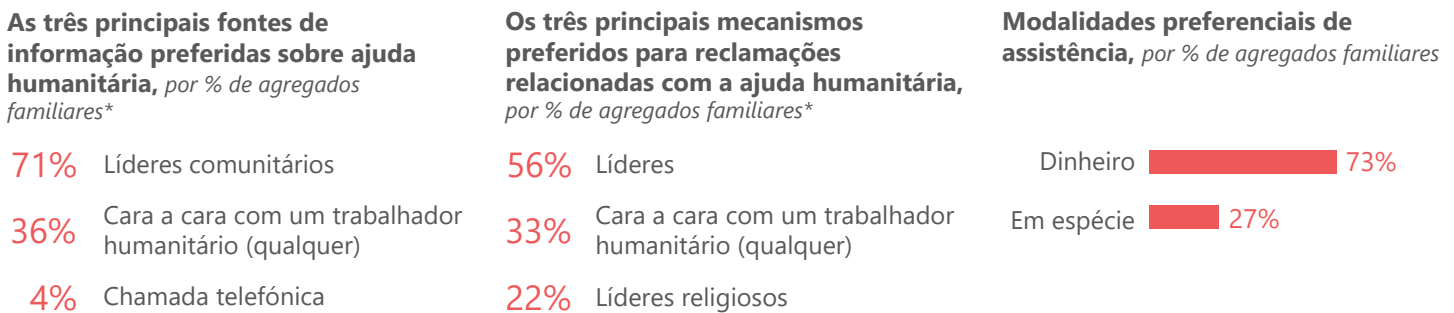 As três principais fontes de
informação preferidas sobre ajuda
humanitária, por % de agregados
familiares*
71% Líderes comunitários
36% Cara a cara com um trabalhador
humanitário (qualquer)
4% Chamada telefónica
Os três principais mecanismos
preferidos para reclamações
relacionadas com a ajuda humanitária,
por % de agregados familiares*
56% Líderes
33% Cara a cara com um trabalhador
humanitário (qualquer)
22% Líderes religiosos
Modalidades preferenciais de
assistência, por % de agregados familiares
Dinheiro 73%
Em espécie 27%